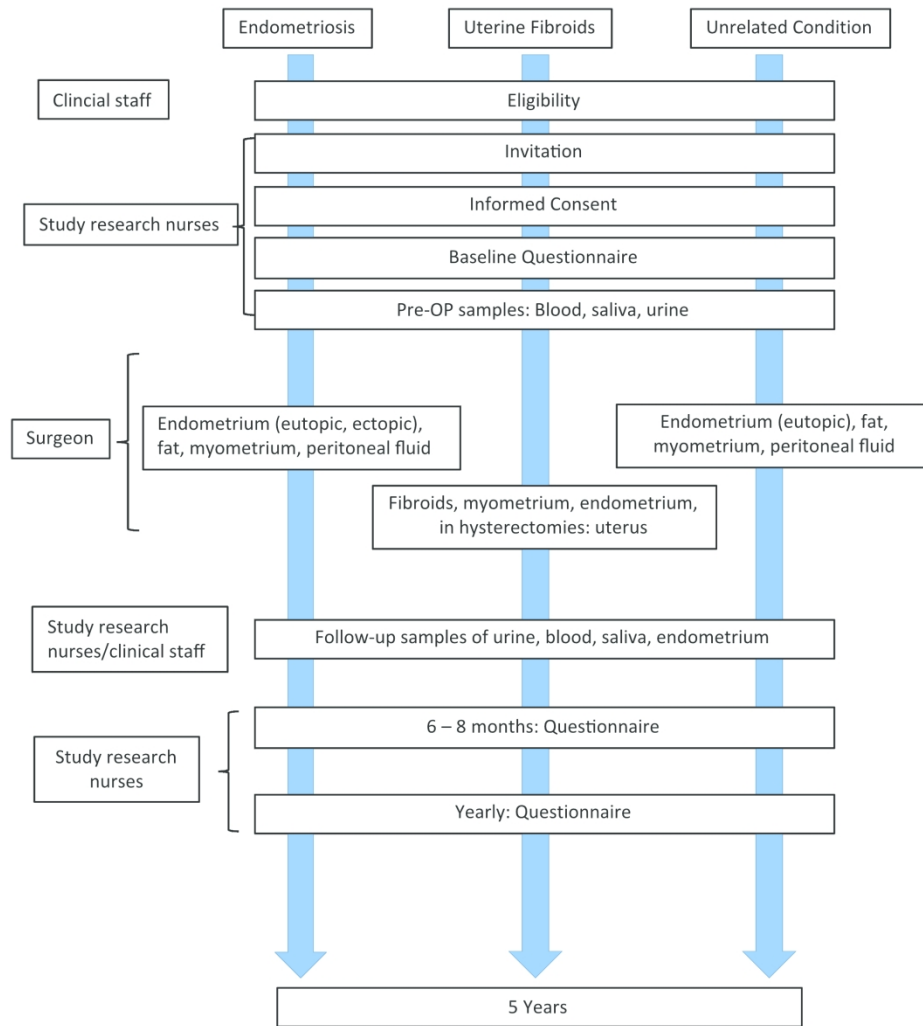 Endometriosis
Uterine Fibroids
Unrelated Condition
Clincial staff
Eligibility
Invitation
Study research nurses
Informed Consent
Baseline Questionnaire
Pre-OP samples: Blood, saliva, urine
Surgeon
Endometrium (eutopic, ectopic),
fat, myometrium, peritoneal fluid
Endometrium (eutopic), fat,
myometrium, peritoneal fluid
Fibroids, myometrium, endometrium,
in hysterectomies: uterus
Study research
nurses/clinical staff
Follow-up samples of urine, blood, saliva, endometrium
6 – 8 months: Questionnaire
Study research
nurses
Yearly: Questionnaire
5 Years